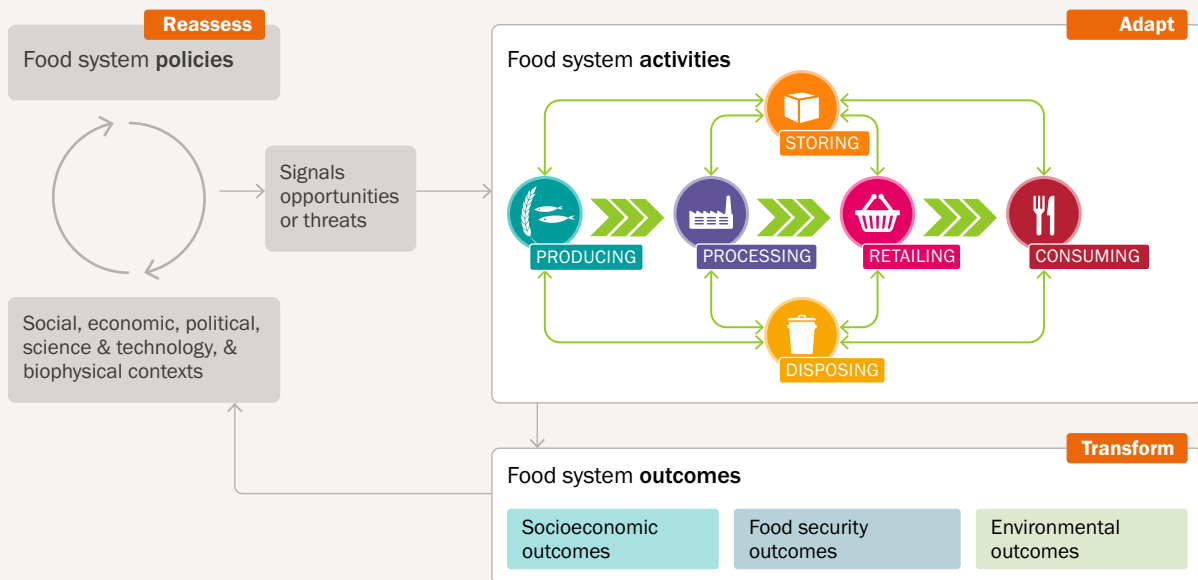 Reassess
Food system policies
Signals
opportunities
or threats
Social, economic, political,
science & technology, &
biophysical contexts
Adapt
Food system activities
STORING
PRODUCING
PROCESSING
RETAILING
CONSUMING
DISPOSING
Transform
Food system outcomes
Socioeconomic
outcomes
Food security
outcomes
Environmental
outcomes